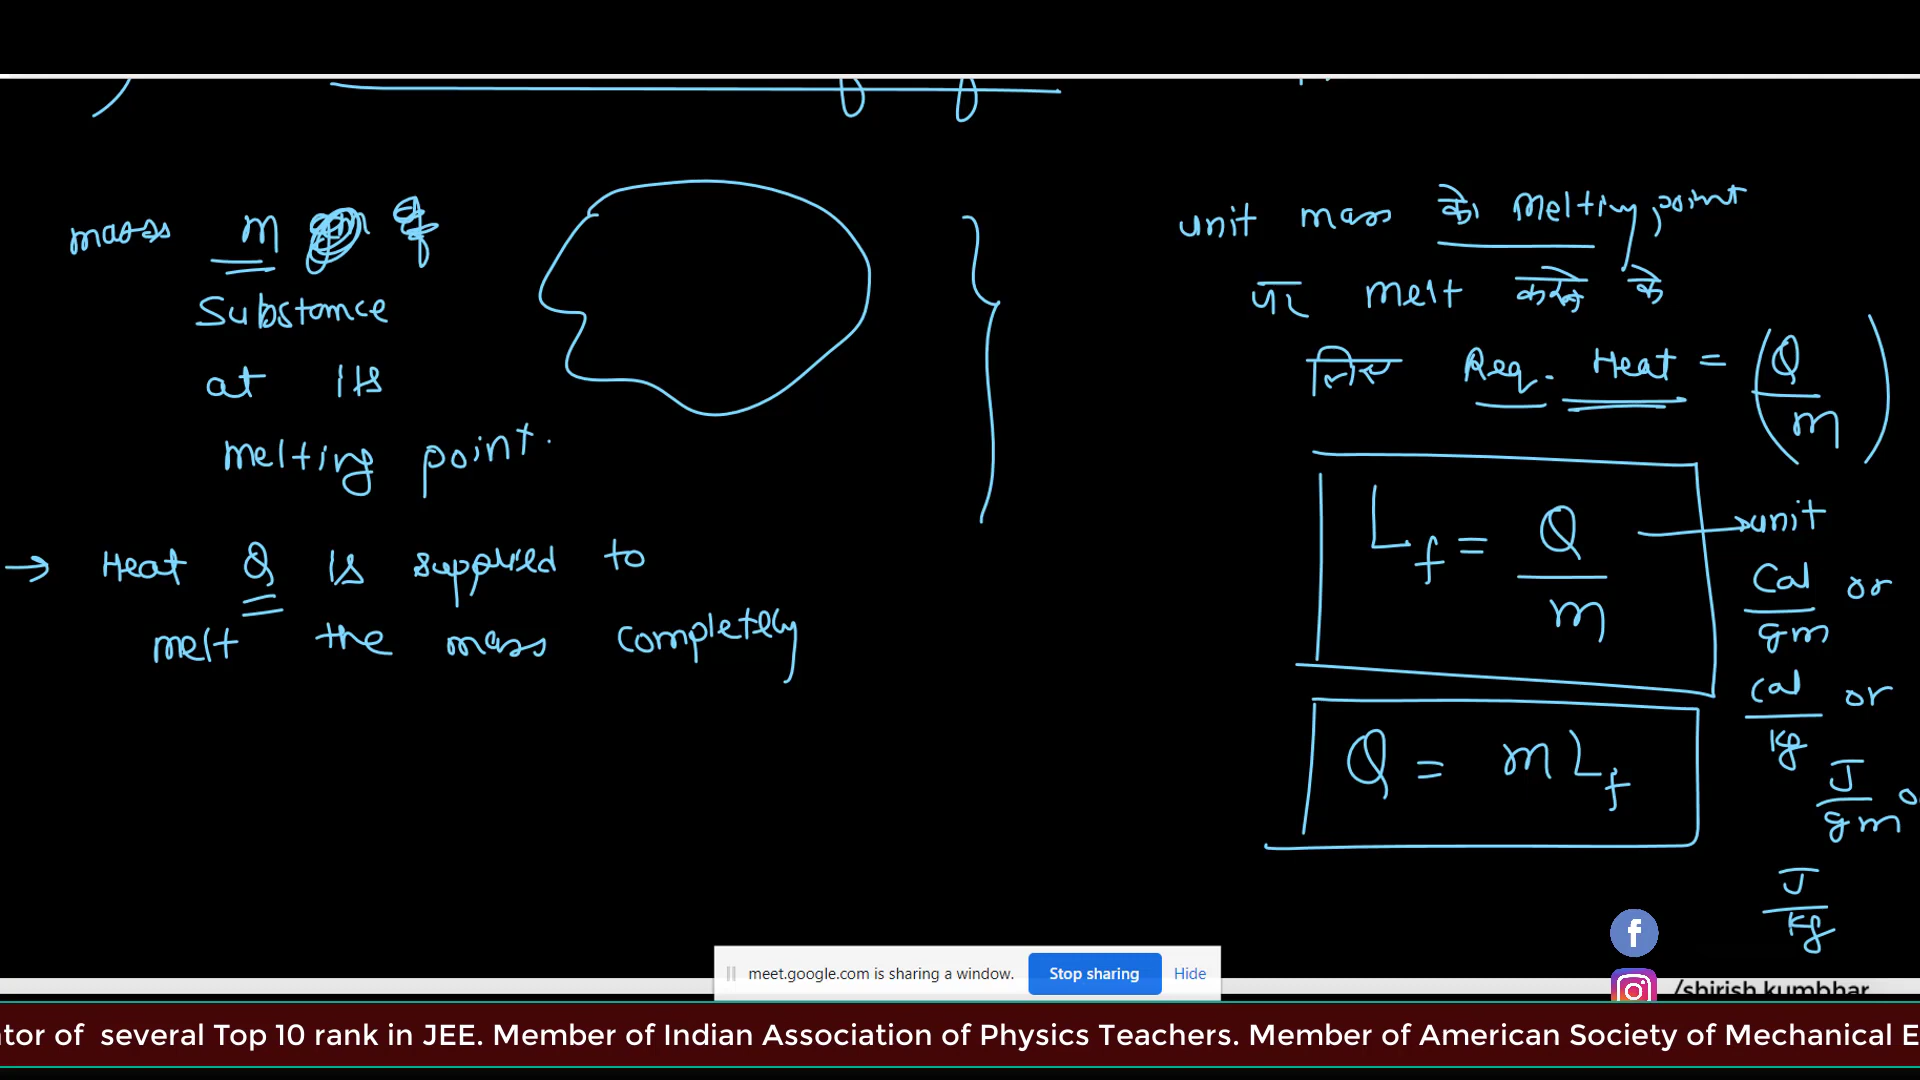 mass m of
Substance
at its
melting point.
→ Heat Q is supplied to
melt the mass completely
unit mass को melting point
पर melt करने के
लिए Req. Heat = (Q/m)
L_f = Q/m → unit
Cal/gm or
Cal/kg or
Q = m L_f
J/gm o
J/kg
meet.google.com is sharing a window. Stop sharing Hide
/shirish kumbhar
ator of several Top 10 rank in JEE. Member of Indian Association of Physics Teachers. Member of American Society of Mechanical E